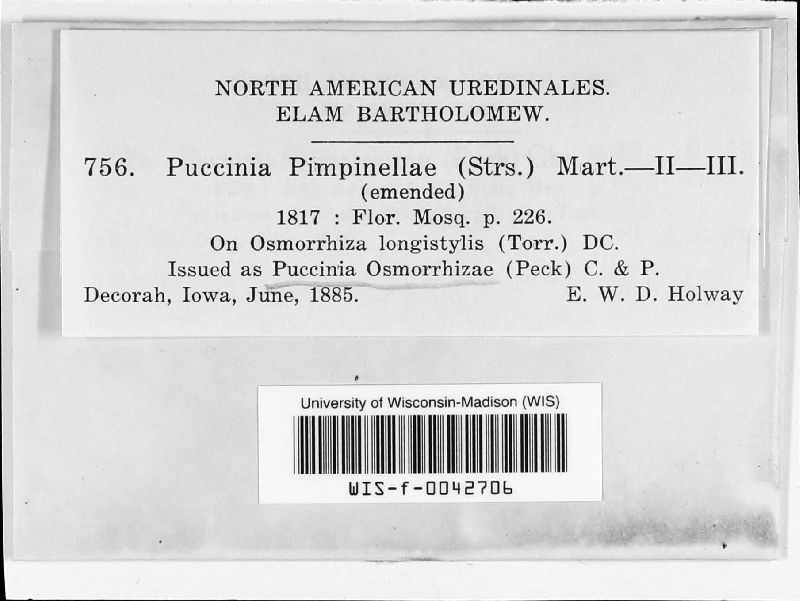 NORTH AMERICAN UREDINALES.
ELAM BARTHOLOMEW.
756. Puccinia Pimpinellae (Strs.) Mart.—II—III.
(emended)
1817 : Flor. Mosq. p. 226.
On Osmorrhiza longistylis (Torr.) DC.
Issued as Puccinia Osmorrhizae (Peck) C. & P.
Decorah, Iowa, June, 1885. E. W. D. Holway
University of Wisconsin-Madison (WIS)
WIS-f-0042706